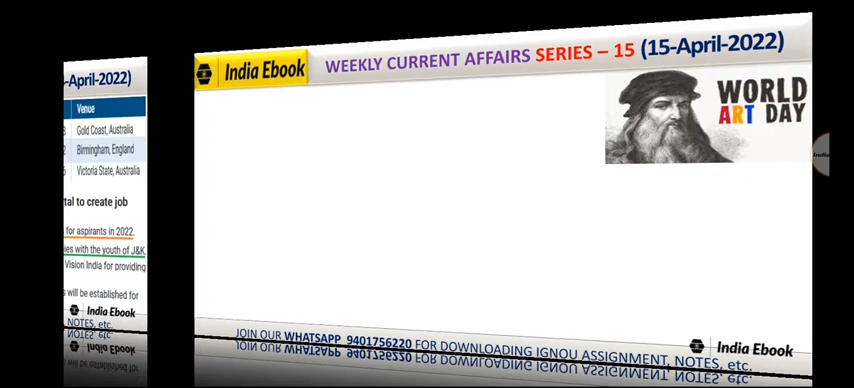 -April-2022)
Venue
Gold Coast, Australia
Birmingham, England
Victoria State, Australia
tal to create job
for aspirants in 2022.
ies with the youth of J&K.
Vision India for providing
s will be established for
India Ebook
NOTES, etc.
India Ebook
WEEKLY CURRENT AFFAIRS SERIES – 15 (15-April-2022)
WORLD
ART DAY
India Ebook
JOIN OUR WHATSAPP 9401756220 FOR DOWNLOADING IGNOU ASSIGNMENT, NOTES, etc.